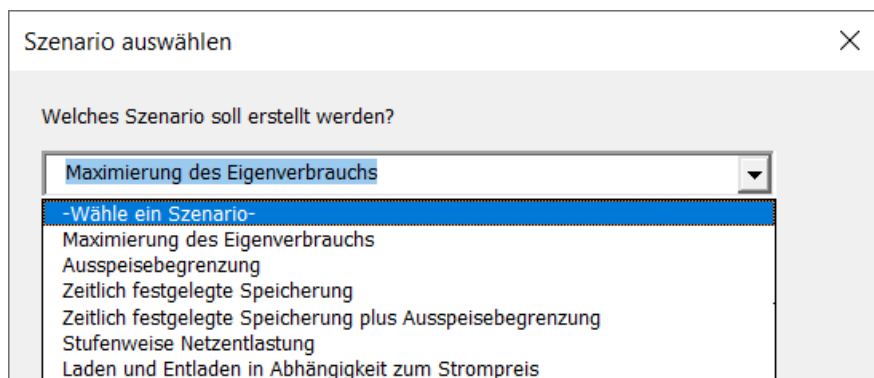 Szenario auswählen
Welches Szenario soll erstellt werden?
Maximierung des Eigenverbrauchs
-Wähle ein Szenario-
Maximierung des Eigenverbrauchs
Ausspeisebegrenzung
Zeitlich festgelegte Speicherung
Zeitlich festgelegte Speicherung plus Ausspeisebegrenzung
Stufenweise Netzentlastung
Laden und Entladen in Abhängigkeit zum Strompreis